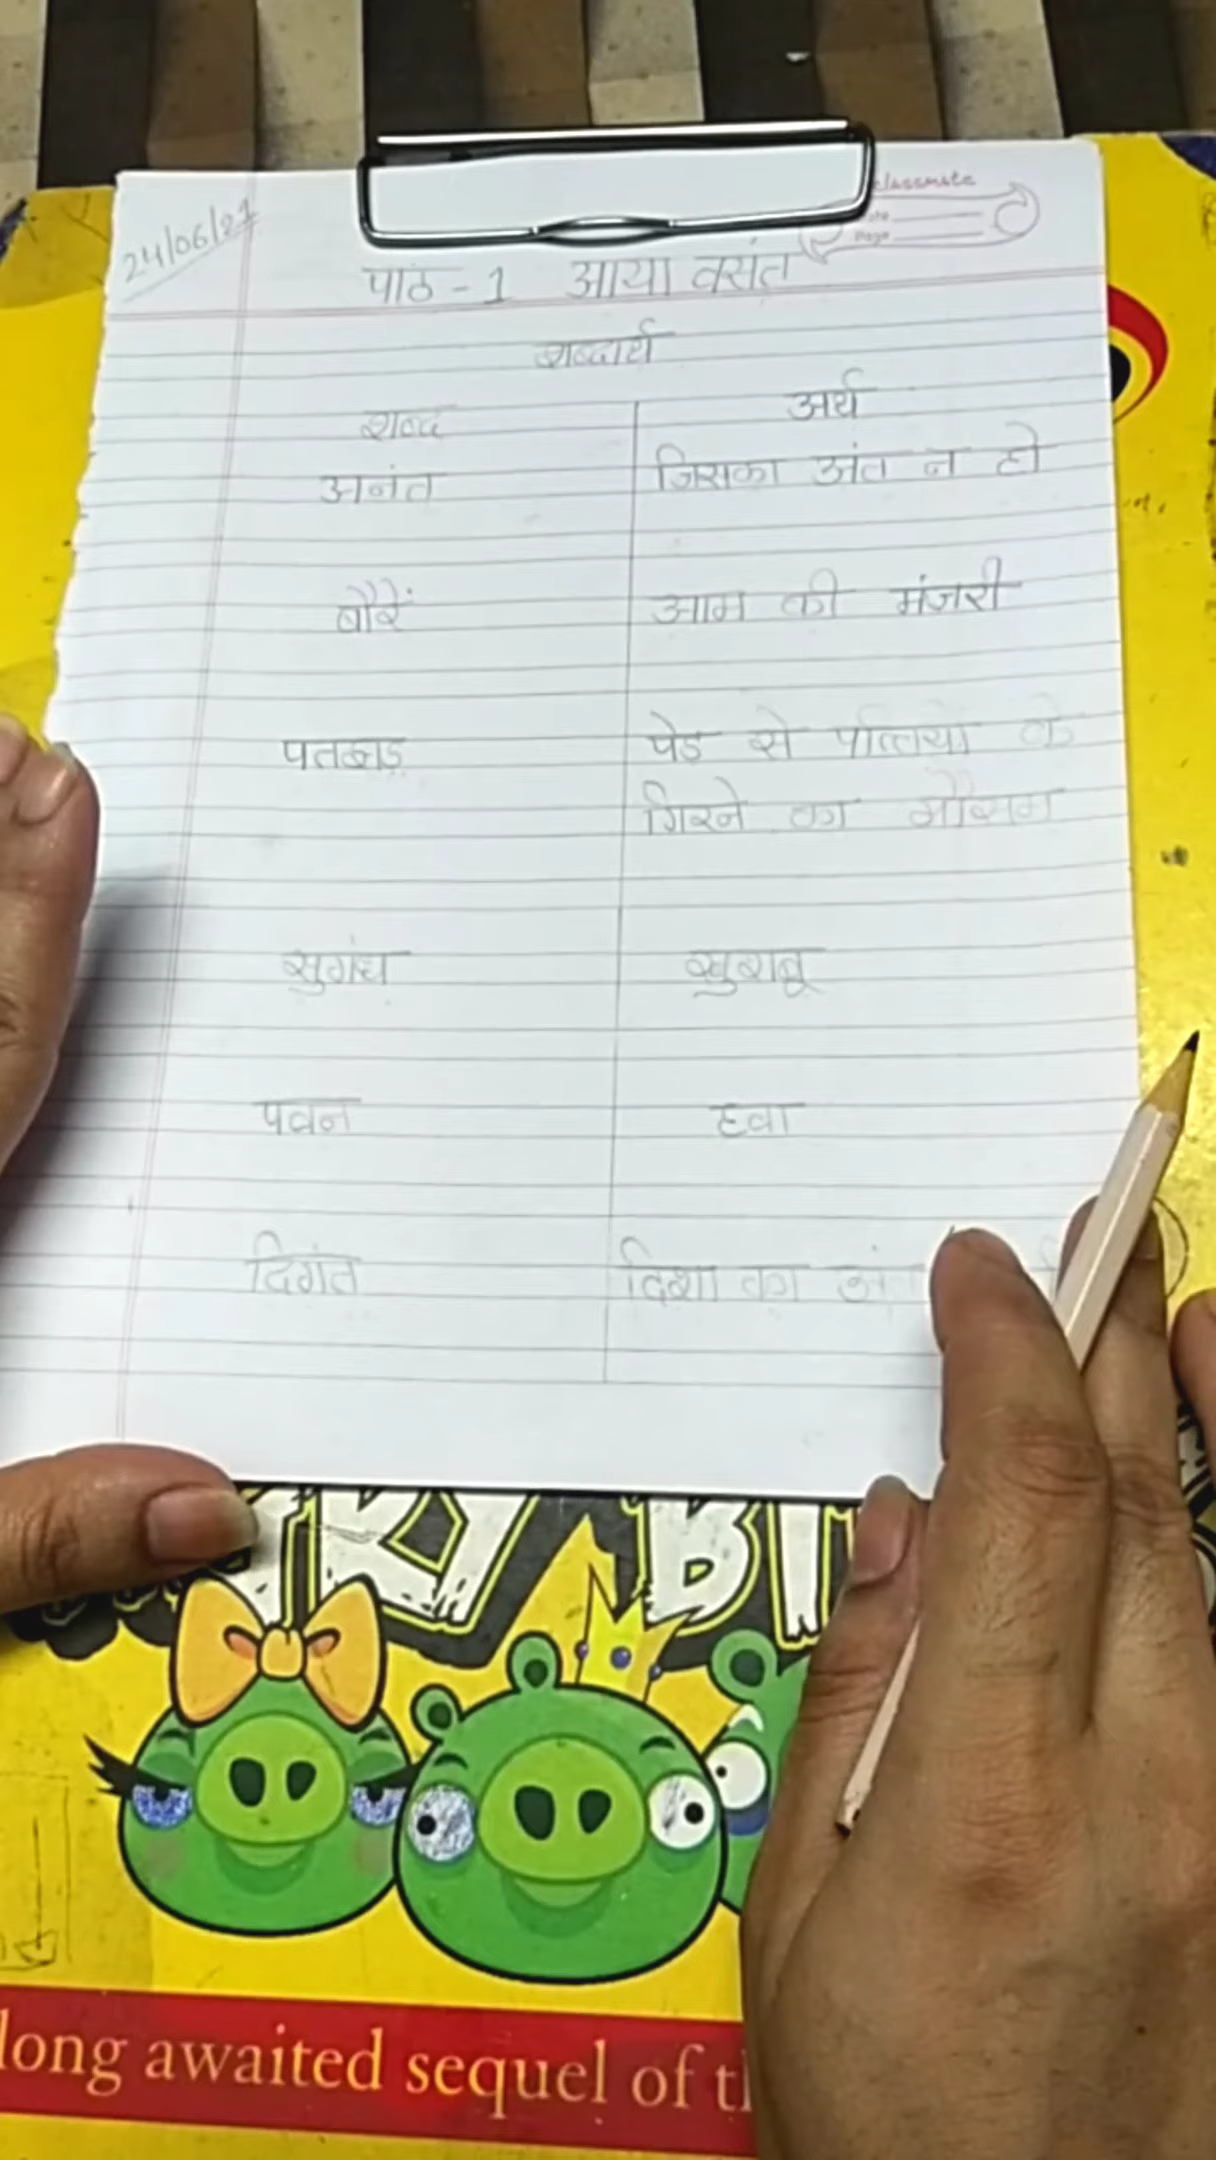 classmate
Page
24/06/21
पाठ - 1 आया वसंत
शब्दार्थ
शब्द अर्थ
अनंत जिसका अंत न हो
बौरें आम की मंजरी
पतझड़ पेड़ से पत्तियों के
गिरने का मौसम
सुगंध खुशबू
पवन हवा
दिगंत दिशा का अंत
long awaited sequel of